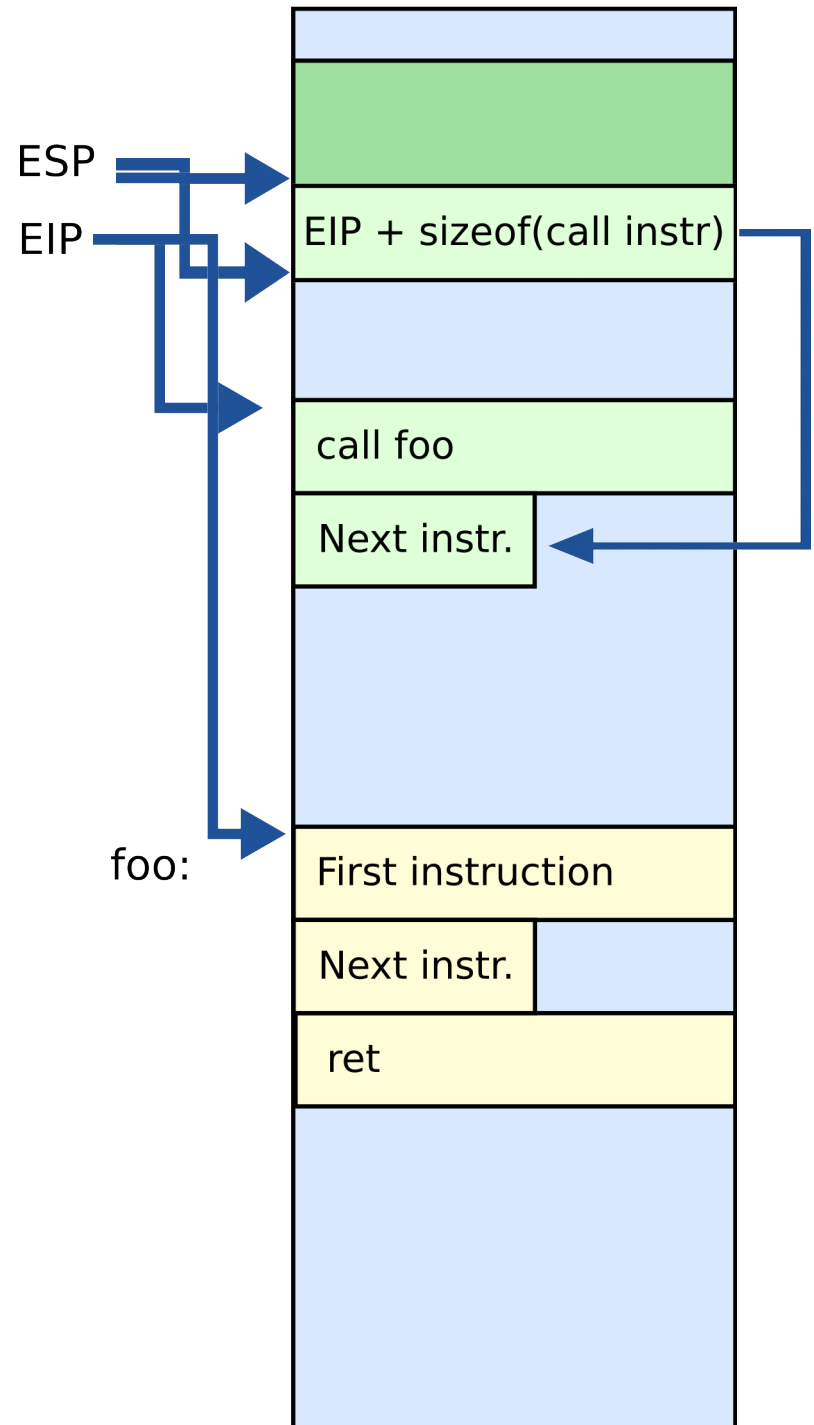 ESP
EIP
EIP + sizeof(call instr)
call foo
Next instr.
foo:
First instruction
Next instr.
ret